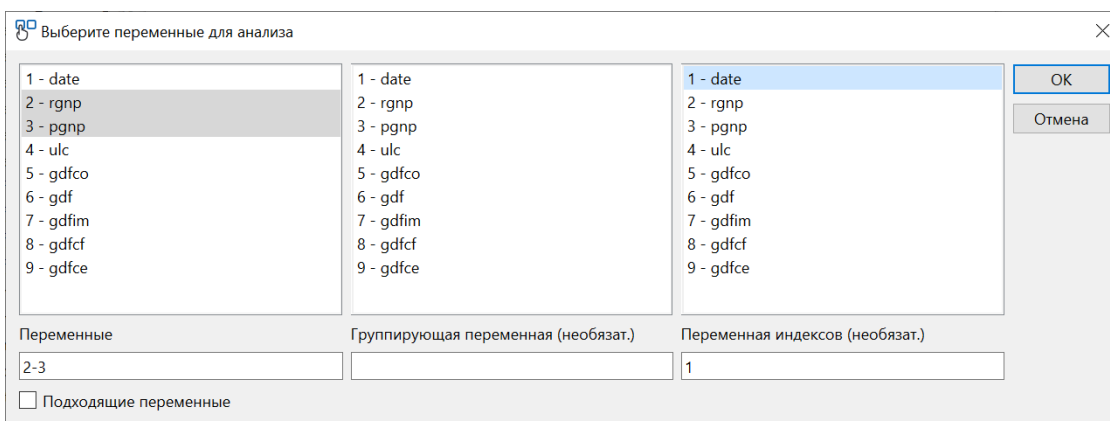 Выберите переменные для анализа
1 - date
2 - rgnp
3 - pgnp
4 - ulc
5 - gdfco
6 - gdf
7 - gdfim
8 - gdfcf
9 - gdfce
Переменные
2-3
Подходящие переменные
1 - date
2 - rgnp
3 - pgnp
4 - ulc
5 - gdfco
6 - gdf
7 - gdfim
8 - gdfcf
9 - gdfce
Группирующая переменная (необязат.)
1 - date
2 - rgnp
3 - pgnp
4 - ulc
5 - gdfco
6 - gdf
7 - gdfim
8 - gdfcf
9 - gdfce
Переменная индексов (необязат.)
1
OK
Отмена